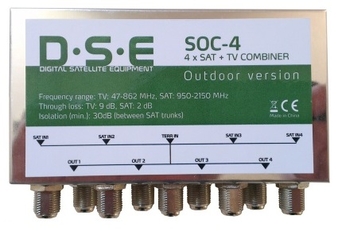 D·S·E
DIGITAL SATELLITE EQUIPMENT
SOC-4
4 x SAT + TV COMBINER
Outdoor version
Frequency range: TV: 47-862 MHz, SAT: 950-2150 MHz
Through loss: TV: 9 dB, SAT: 2 dB
Isolation (min.): 30dB (between SAT trunks)
CE
Made in China
SAT IN1 SAT IN2 TERR IN SAT IN3 SAT IN4
OUT 1 OUT 2 OUT 3 OUT 4